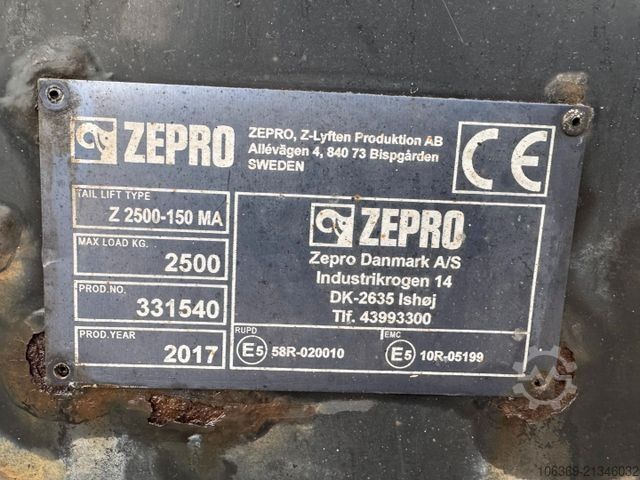 ZEPRO
ZEPRO, Z-Lyften Produktion AB
Allévägen 4, 840 73 Bispgården
SWEDEN
CE
TAIL LIFT TYPE
Z 2500-150 MA
MAX LOAD KG.
2500
PROD.NO.
331540
PROD.YEAR
2017
ZEPRO
Zepro Danmark A/S
Industrikrogen 14
DK-2635 Ishøj
Tlf. 43993300
RUPD
E5 58R-020010
EMC
E5 10R-05199
106369-21346032